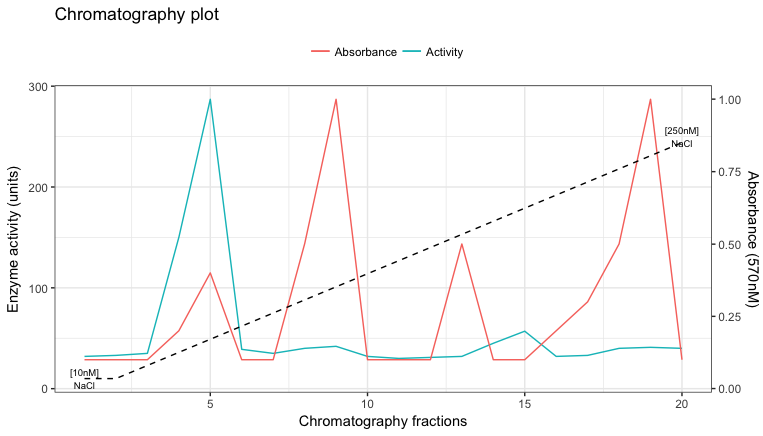 Chromatography plot
Absorbance Activity
Enzyme activity (units)
300
200
100
0
[10nM]
NaCl
[250nM]
NaCl
1.00
0.75
0.50
0.25
0.00
Absorbance (570nM)
5 10 15 20
Chromatography fractions